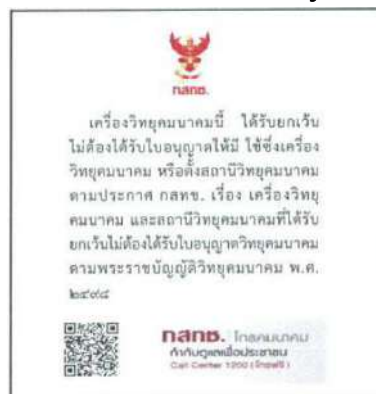 กสทช.
เครื่องวิทยุคมนาคมนี้ ได้รับยกเว้น
ไม่ต้องได้รับใบอนุญาตให้มี ใช้ซึ่งเครื่อง
วิทยุคมนาคม หรือตั้งสถานีวิทยุคมนาคม
ตามประกาศ กสทช. เรื่อง เครื่องวิทยุ
คมนาคม และสถานีวิทยุคมนาคมที่ได้รับ
ยกเว้นไม่ต้องได้รับใบอนุญาตวิทยุคมนาคม
ตามพระราชบัญญัติวิทยุคมนาคม พ.ศ.
๒๔๙๘
กสทช. โทรคมนาคม
กำกับดูแลเพื่อประชาชน
Call Center 1200 (โทรฟรี)